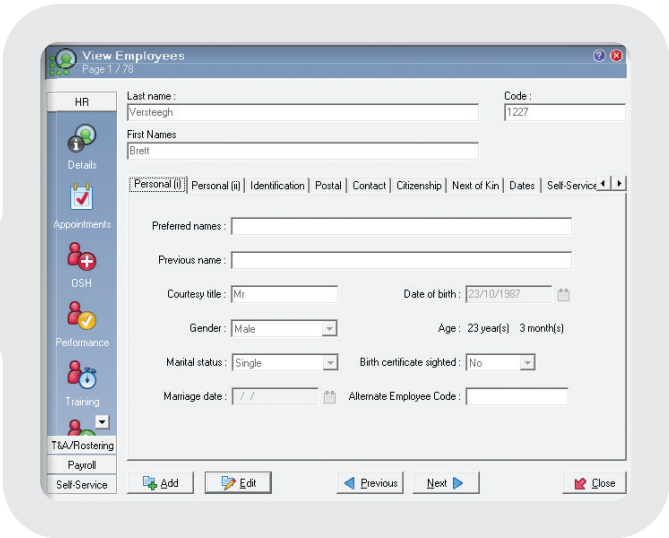 View Employees
Page 1 / 78
HR
Details
Appointments
OSH
Performance
Training
T&A/Rostering
Payroll
Self-Service
Last name :
Code :
Versteegh
1227
First Names
Brett
Personal (i) Personal (ii) Identification Postal Contact Citizenship Next of Kin Dates Self-Service
Preferred names :
Previous name :
Courtesy title : Mr Date of birth : 23/10/1987
Gender : Male Age : 23 year(s) 3 month(s)
Marital status : Single Birth certificate sighted : No
Marriage date : / / Alternate Employee Code :
Add Edit Previous Next Close